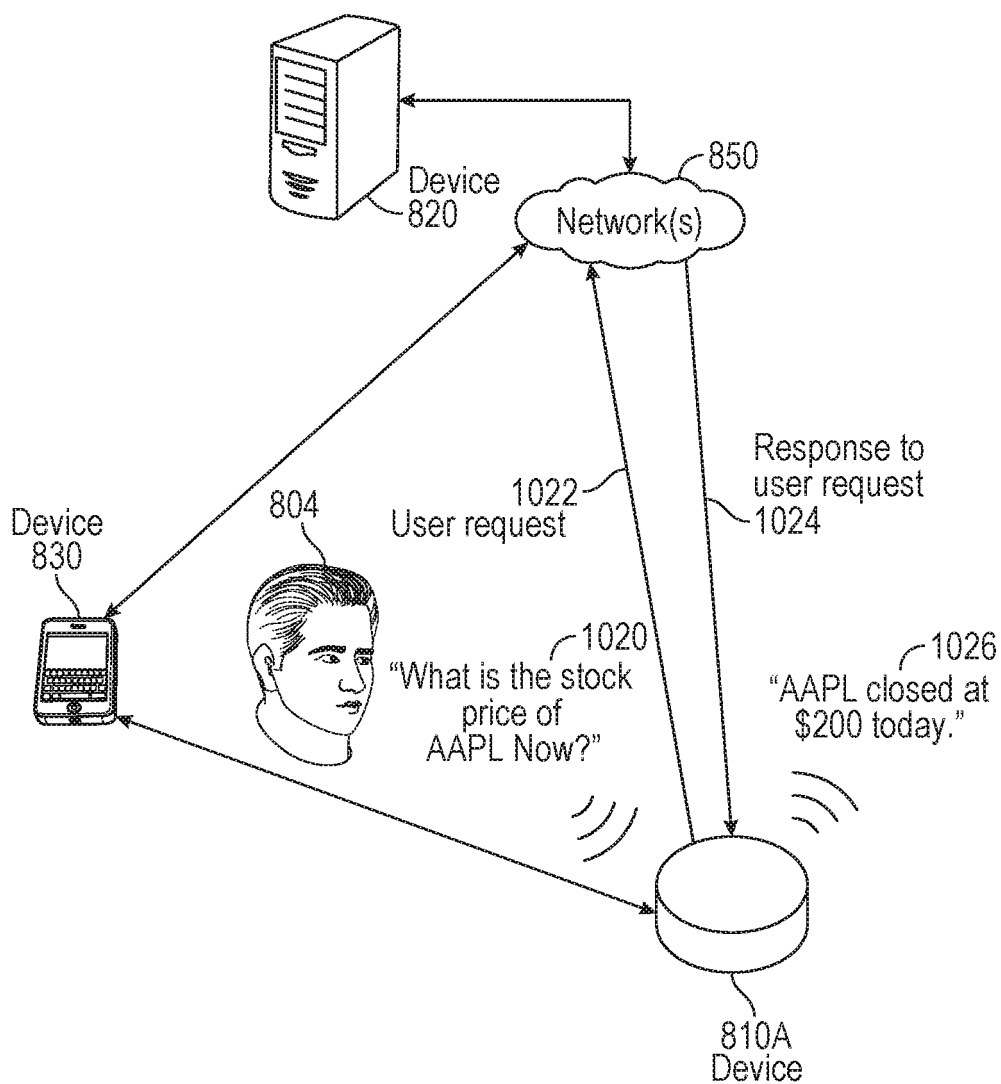 850
Device
820
Network(s)
Response to
user request
1024
1022
User request
804
Device
830
1020
“What is the stock
price of
AAPL Now?”
1026
“AAPL closed at
$200 today.”
810A
Device